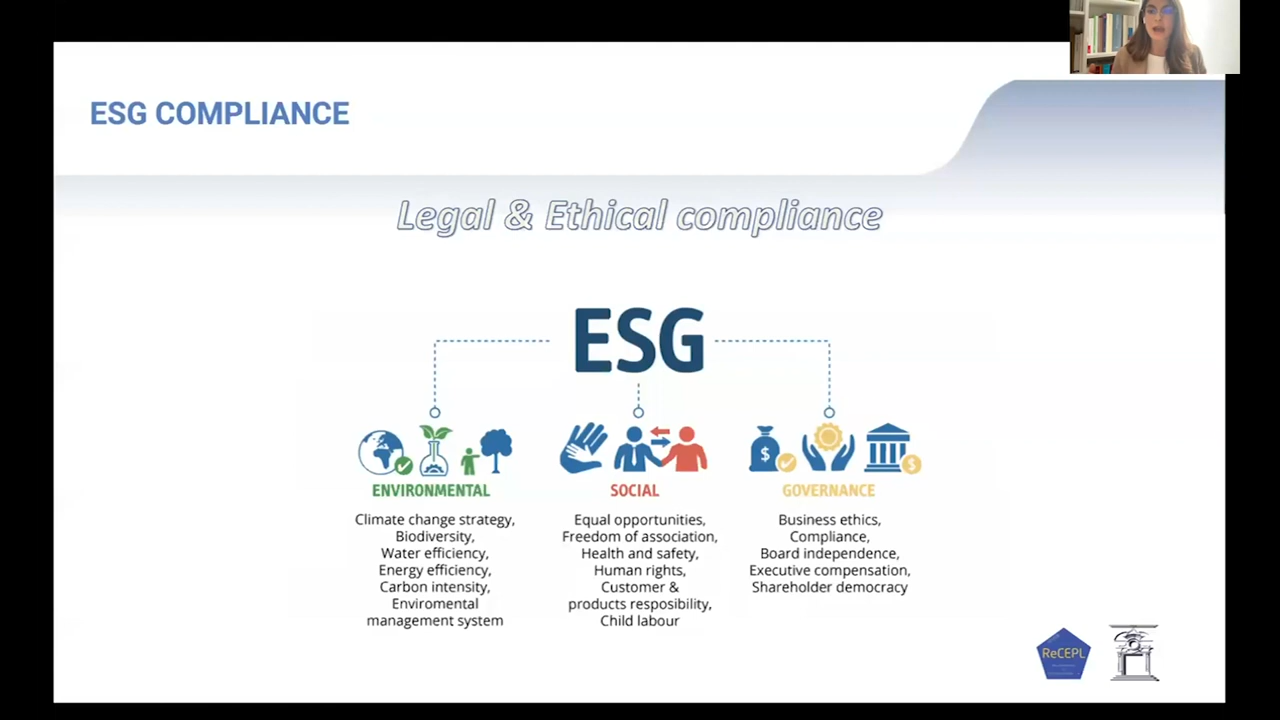 ESG COMPLIANCE
Legal & Ethical compliance
ESG
ENVIRONMENTAL
Climate change strategy,
Biodiversity,
Water efficiency,
Energy efficiency,
Carbon intensity,
Enviromental
management system
SOCIAL
Equal opportunities,
Freedom of association,
Health and safety,
Human rights,
Customer &
products resposibility,
Child labour
$
$
GOVERNANCE
Business ethics,
Compliance,
Board independence,
Executive compensation,
Shareholder democracy
ReCEPL